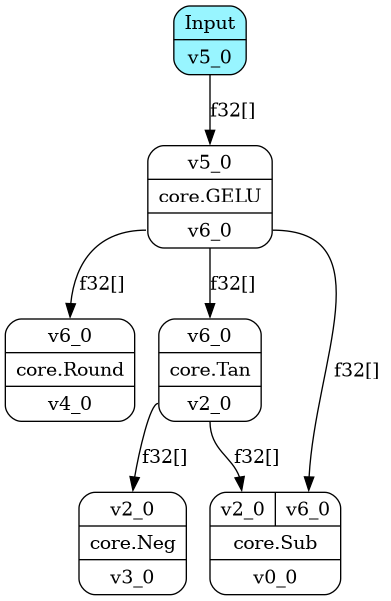 Input
v5_0
f32[]
v5_0
core.GELU
v6_0
f32[]
f32[]
f32[]
v6_0
core.Round
v4_0
v6_0
core.Tan
v2_0
f32[]
f32[]
v2_0
core.Neg
v3_0
v2_0 v6_0
core.Sub
v0_0